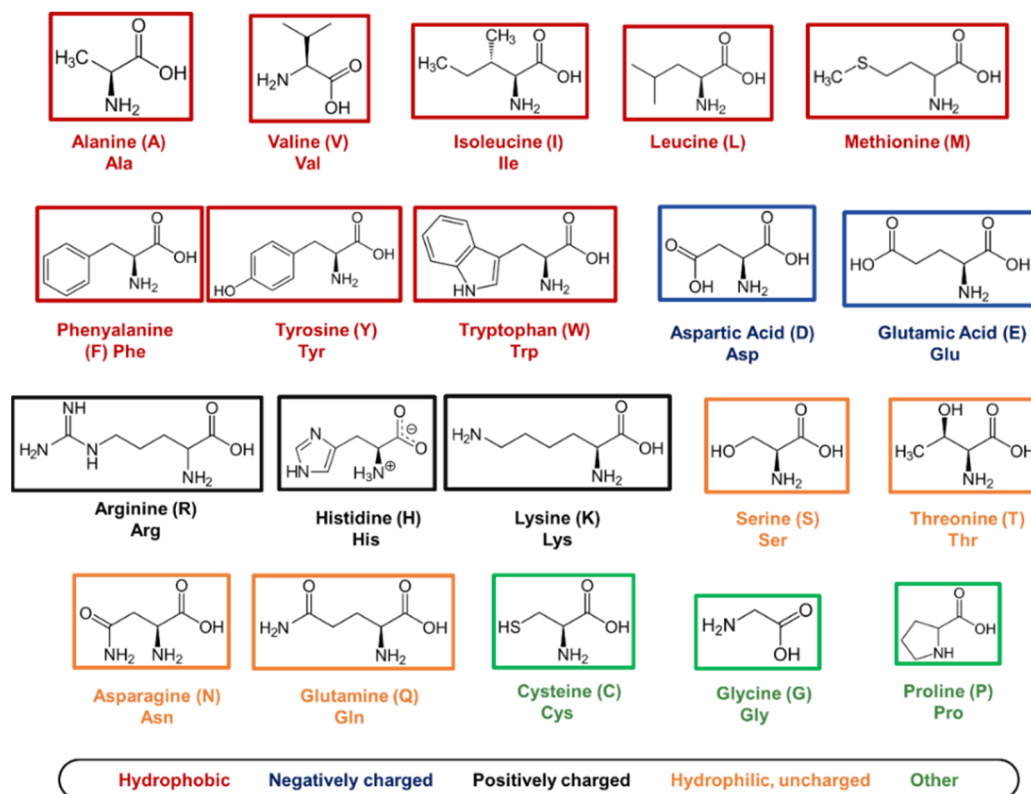 O
H₃C
OH
NH₂
Alanine (A)
Ala
H₂N
O
OH
Valine (V)
Val
CH₃
O
H₃C
OH
NH₂
Isoleucine (I)
Ile
O
OH
NH₂
Leucine (L)
O
S
H₃C
OH
NH₂
Methionine (M)
O
OH
NH₂
Phenyalanine
(F) Phe
O
OH
NH₂
HO
Tyrosine (Y)
Tyr
O
OH
NH₂
HN
Tryptophan (W)
Trp
O
O
OH
OH
NH₂
Aspartic Acid (D)
Asp
O
O
HO
OH
NH₂
Glutamic Acid (E)
Glu
NH
O
H₂N
N
H
OH
NH₂
Arginine (R)
Arg
N
O
⊖
O
HN
H₃N⊕
Histidine (H)
His
H₂N
O
OH
NH₂
Lysine (K)
Lys
O
HO
OH
NH₂
Serine (S)
Ser
OH
O
H₃C
OH
NH₂
Threonine (T)
Thr
O
O
OH
NH₂
NH₂
Asparagine (N)
Asn
O
O
H₂N
OH
NH₂
Glutamine (Q)
Gln
O
HS
OH
NH₂
Cysteine (C)
Cys
H₂N
O
OH
Glycine (G)
Gly
O
OH
NH
Proline (P)
Pro
Hydrophobic Negatively charged Positively charged Hydrophilic, uncharged Other